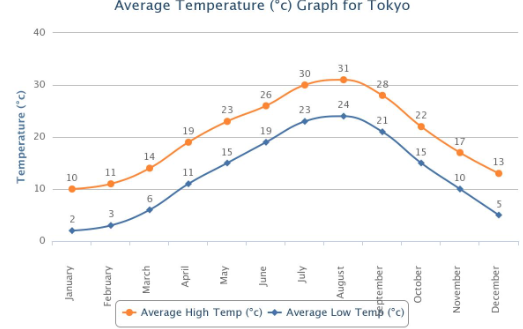 Average Temperature (°c) Graph for Tokyo
Temperature (°c)
40
30
20
10
0
10
11
14
19
23
26
30
31
28
22
17
13
2
3
6
11
15
19
23
24
21
15
10
5
January
February
March
April
May
June
July
August
September
October
November
December
Average High Temp (°c)
Average Low Temp (°c)